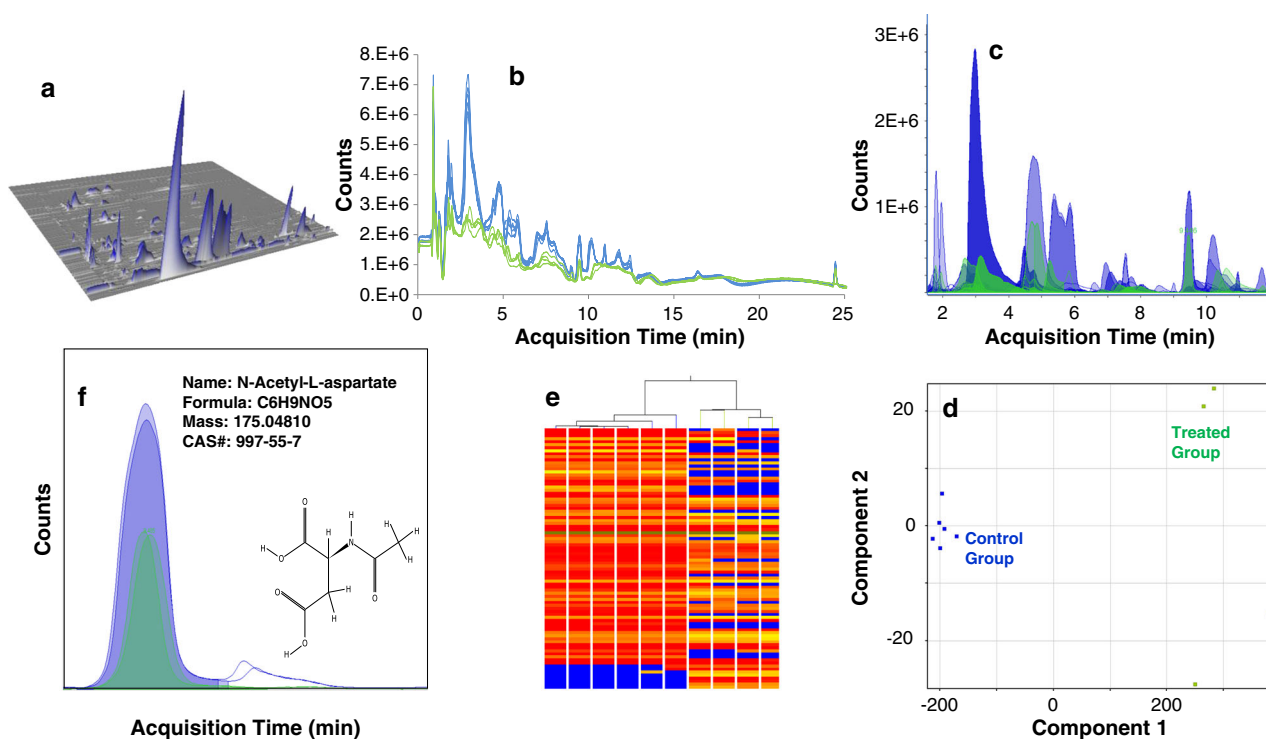 a
b
8.E+6
7.E+6
6.E+6
5.E+6
4.E+6
3.E+6
2.E+6
1.E+6
0.E+0
Counts
0 5 10 15 20 25
Acquisition Time (min)
c
3E+6
2E+6
1E+6
Counts
2 4 6 8 10
Acquisition Time (min)
f
Name: N-Acetyl-L-aspartate
Formula: C6H9NO5
Mass: 175.04810
CAS#: 997-55-7
O H H
H O H N H
O H H O
O
H
Counts
Acquisition Time (min)
e
d
20
0
-20
Component 2
Treated
Group
Control
Group
-200 0 200
Component 1